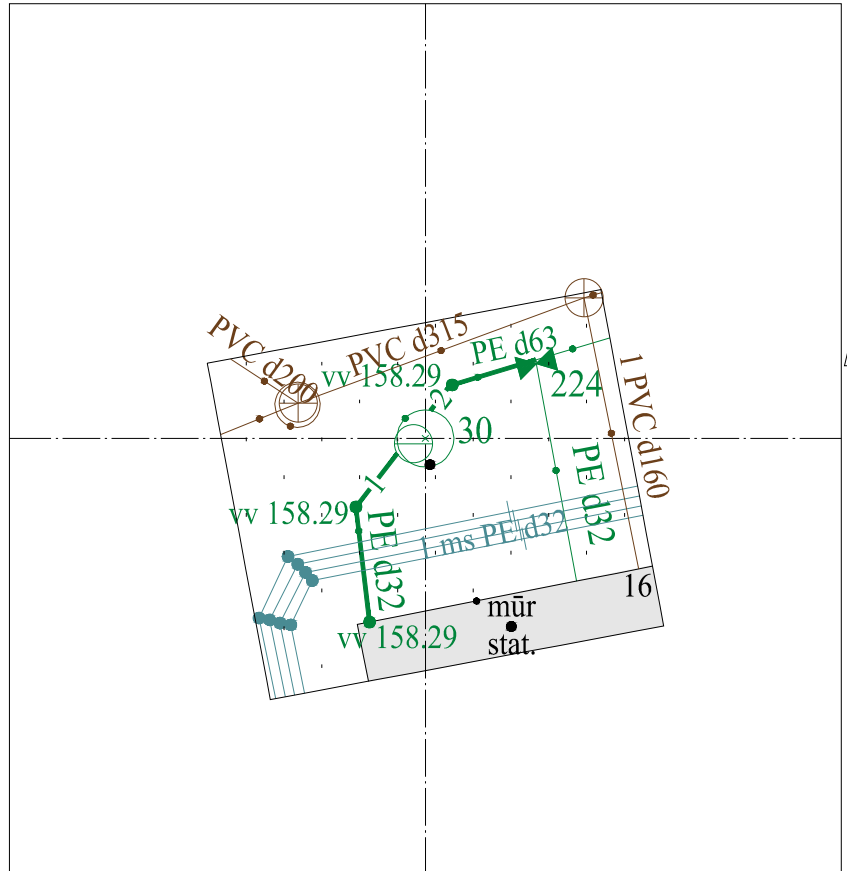 PVC d200
PVC d315
PE d63
vv 158.29
2
224
1 PVC d160
30
1
vv 158.29
PE d32
PE d32
1 ms PE d32
16
mūr
stat.
vv 158.29